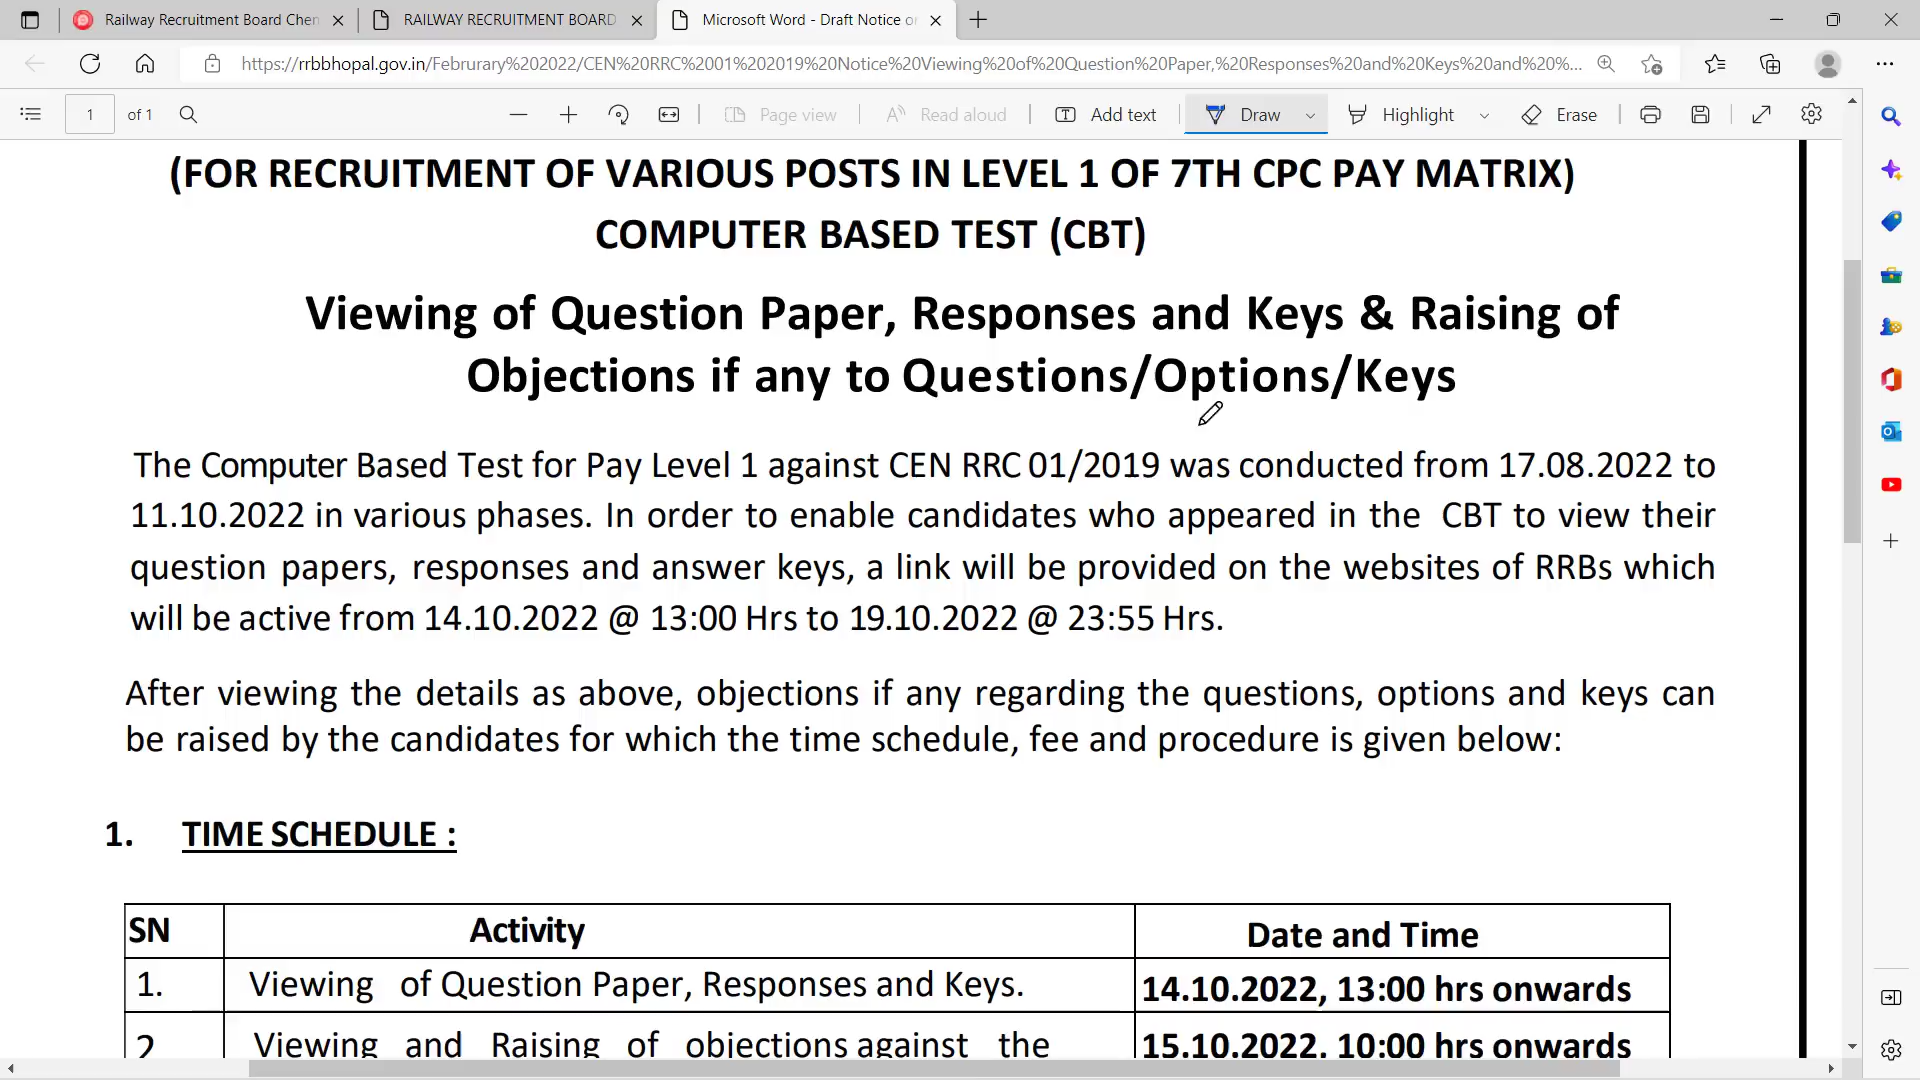 Railway Recruitment Board Chen
RAILWAY RECRUITMENT BOARD
Microsoft Word - Draft Notice or
https://rrbbhopal.gov.in/Februrary%202022/CEN%20RRC%2001%202019%20Notice%20Viewing%20of%20Question%20Paper,%20Responses%20and%20Keys%20and%20%...
1 of 1
Page view
Read aloud
Add text
Draw
Highlight
Erase
(FOR RECRUITMENT OF VARIOUS POSTS IN LEVEL 1 OF 7TH CPC PAY MATRIX)
COMPUTER BASED TEST (CBT)
Viewing of Question Paper, Responses and Keys & Raising of
Objections if any to Questions/Options/Keys
The Computer Based Test for Pay Level 1 against CEN RRC 01/2019 was conducted from 17.08.2022 to
11.10.2022 in various phases. In order to enable candidates who appeared in the CBT to view their
question papers, responses and answer keys, a link will be provided on the websites of RRBs which
will be active from 14.10.2022 @ 13:00 Hrs to 19.10.2022 @ 23:55 Hrs.
After viewing the details as above, objections if any regarding the questions, options and keys can
be raised by the candidates for which the time schedule, fee and procedure is given below:
1. TIME SCHEDULE :
SN Activity Date and Time
1. Viewing of Question Paper, Responses and Keys. 14.10.2022, 13:00 hrs onwards
2 Viewing and Raising of objections against the 15.10.2022, 10:00 hrs onwards